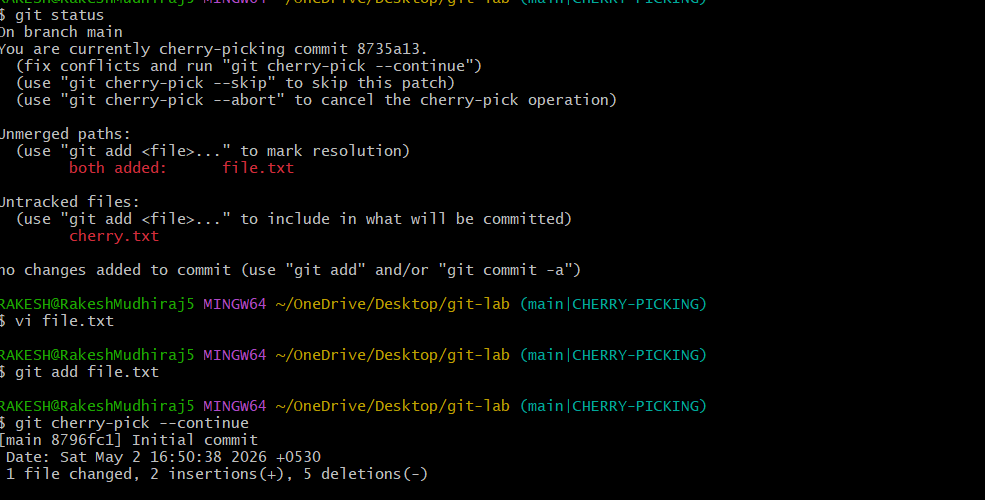 RAKESH@RakeshMudhiraj5 MINGW64 ~/OneDrive/Desktop/git-lab (main|CHERRY-PICKING)
$ git status
On branch main
You are currently cherry-picking commit 8735a13.
  (fix conflicts and run "git cherry-pick --continue")
  (use "git cherry-pick --skip" to skip this patch)
  (use "git cherry-pick --abort" to cancel the cherry-pick operation)

Unmerged paths:
  (use "git add <file>..." to mark resolution)
        both added:      file.txt

Untracked files:
  (use "git add <file>..." to include in what will be committed)
        cherry.txt

no changes added to commit (use "git add" and/or "git commit -a")

RAKESH@RakeshMudhiraj5 MINGW64 ~/OneDrive/Desktop/git-lab (main|CHERRY-PICKING)
$ vi file.txt

RAKESH@RakeshMudhiraj5 MINGW64 ~/OneDrive/Desktop/git-lab (main|CHERRY-PICKING)
$ git add file.txt

RAKESH@RakeshMudhiraj5 MINGW64 ~/OneDrive/Desktop/git-lab (main|CHERRY-PICKING)
$ git cherry-pick --continue
[main 8796fc1] Initial commit
 Date: Sat May 2 16:50:38 2026 +0530
 1 file changed, 2 insertions(+), 5 deletions(-)